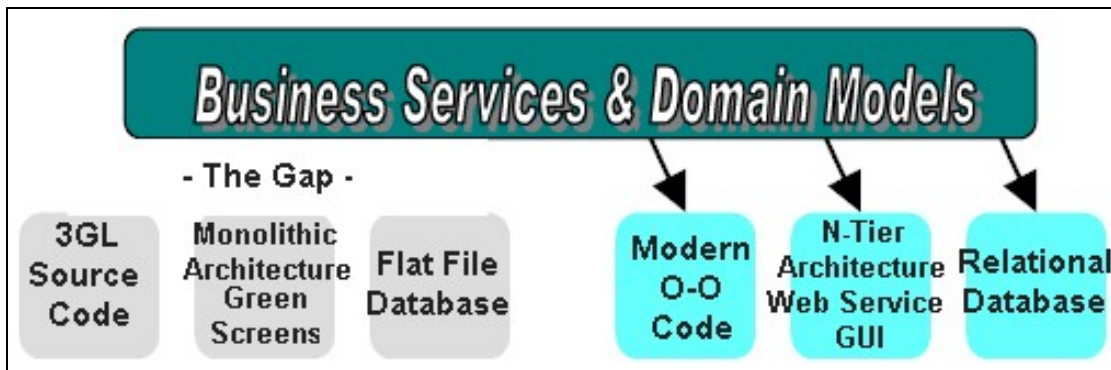 Business Services & Domain Models
- The Gap -
3GL
Source
Code
Monolithic
Architecture
Green
Screens
Flat File
Database
Modern
O-O
Code
N-Tier
Architecture
Web Service
GUI
Relational
Database